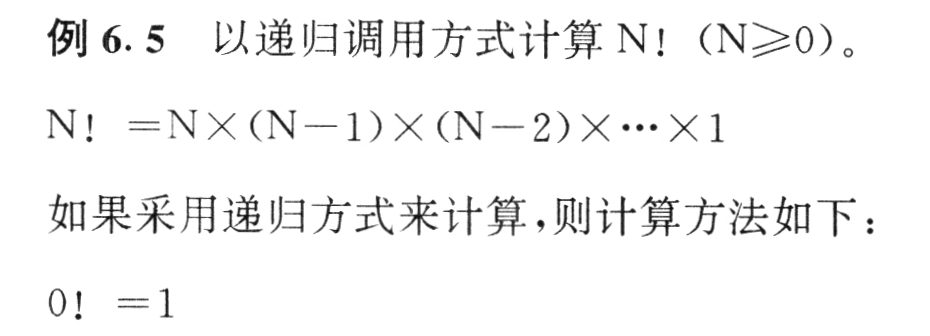 例 6.5 以递归调用方式计算 N! (N≥0)。
N! =N×(N-1)×(N-2)×…×1
如果采用递归方式来计算,则计算方法如下:
0! =1